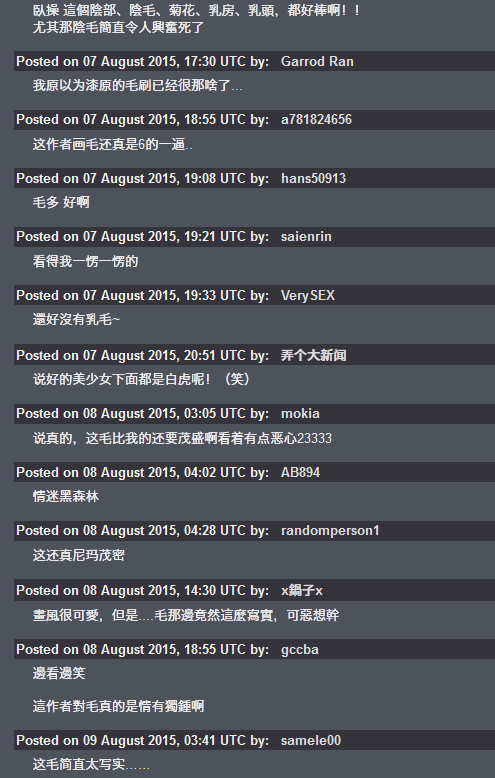 臥操 這個陰部、陰毛、菊花、乳房、乳頭，都好棒啊！！
尤其那陰毛簡直令人興奮死了
Posted on 07 August 2015, 17:30 UTC by: Garrod Ran
我原以为漆原的毛刷已经很那啥了...
Posted on 07 August 2015, 18:55 UTC by: a781824656
这作者画毛还真是6的一逼..
Posted on 07 August 2015, 19:08 UTC by: hans50913
毛多 好啊
Posted on 07 August 2015, 19:21 UTC by: saienrin
看得我一愣一愣的
Posted on 07 August 2015, 19:33 UTC by: VerySEX
還好沒有乳毛~
Posted on 07 August 2015, 20:51 UTC by: 弄个大新闻
说好的美少女下面都是白虎呢！（笑）
Posted on 08 August 2015, 03:05 UTC by: mokia
说真的，这毛比我的还要茂盛啊看着有点恶心23333
Posted on 08 August 2015, 04:02 UTC by: AB894
情迷黑森林
Posted on 08 August 2015, 04:28 UTC by: randomperson1
这还真尼玛茂密
Posted on 08 August 2015, 14:30 UTC by: x鍋子x
畫風很可愛，但是....毛那邊竟然這麼寫實，可惡想幹
Posted on 08 August 2015, 18:55 UTC by: gccba
邊看邊笑
這作者對毛真的是情有獨鍾啊
Posted on 09 August 2015, 03:41 UTC by: samele00
这毛简直太写实……